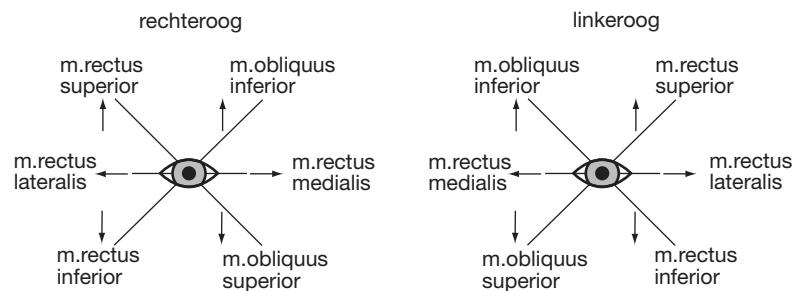 rechteroog
linkeroog
m.rectus
superior
m.obliquus
inferior
m.obliquus
inferior
m.rectus
superior
m.rectus
lateralis
m.rectus
medialis
m.rectus
medialis
m.rectus
lateralis
m.rectus
inferior
m.obliquus
superior
m.obliquus
superior
m.rectus
inferior